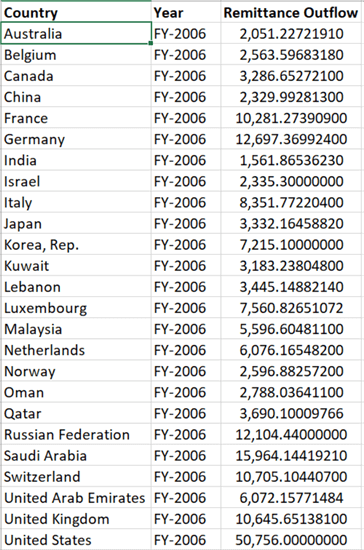 Country Year Remittance Outflow
Australia FY-2006 2,051.22721910
Belgium FY-2006 2,563.59683180
Canada FY-2006 3,286.65272100
China FY-2006 2,329.99281300
France FY-2006 10,281.27390900
Germany FY-2006 12,697.36992400
India FY-2006 1,561.86536230
Israel FY-2006 2,335.30000000
Italy FY-2006 8,351.77220400
Japan FY-2006 3,332.16458820
Korea, Rep. FY-2006 7,215.10000000
Kuwait FY-2006 3,183.23804800
Lebanon FY-2006 3,445.14882140
Luxembourg FY-2006 7,560.82651072
Malaysia FY-2006 5,596.60481100
Netherlands FY-2006 6,076.16548200
Norway FY-2006 2,596.88257200
Oman FY-2006 2,788.03641100
Qatar FY-2006 3,690.10009766
Russian Federation FY-2006 12,104.44000000
Saudi Arabia FY-2006 15,964.14419210
Switzerland FY-2006 10,705.10440700
United Arab Emirates FY-2006 6,072.15771484
United Kingdom FY-2006 10,645.65138100
United States FY-2006 50,756.00000000